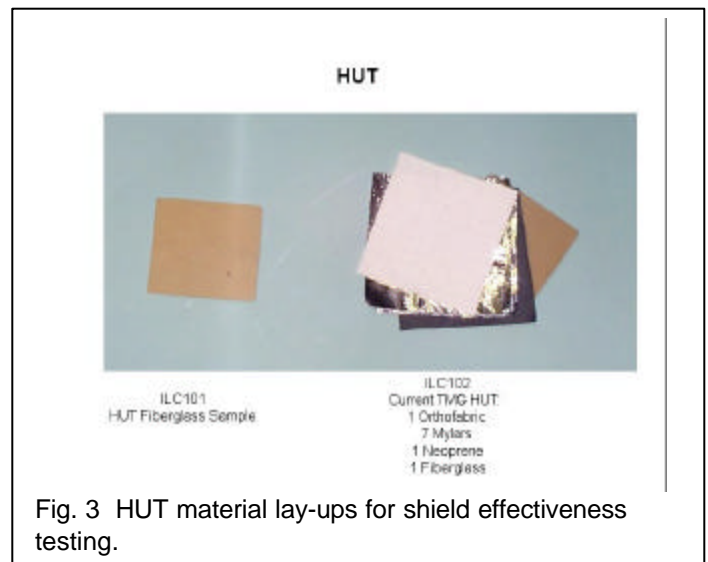 HUT
ILC101
HUT Fiberglass Sample
ILC102
Current TMG HUT:
1 Orthofabric
7 Mylars
1 Neoprene
1 Fiberglass
Fig. 3 HUT material lay-ups for shield effectiveness
testing.